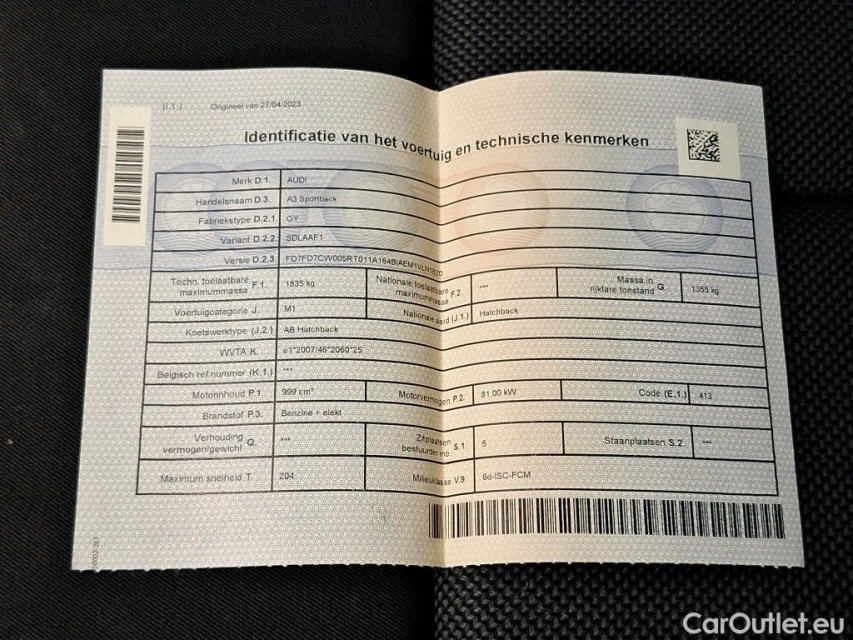 (I.1.) Origineel van 27/04/2023
Identificatie van het voertuig en technische kenmerken
Merk D.1. AUDI
Handelsnaam D.3. A3 Sportback
Fabriekstype D.2.1. GY
Variant D.2.2. SDLAAF1
Versie D.2.3.
Techn. toelaatbare maximummassa F.1. 1835 kg Nationale toelaatbare maximummassa F.2. --- Massa in rijklare toestand G. 1355 kg
Voertuigcategorie J. M1 Nationale aard (J.1.) Hatchback
Koetswerktype (J.2.) AB Hatchback
WVTA K. e1*2007/46*2060*25
Belgisch ref.nummer (K.1.) ---
Motorinhoud P.1. 999 cm³ Motorvermogen P.2. 81.00 kW Code (E.1.) 413
Brandstof P.3. Benzine + elekt
Verhouding vermogen/gewicht Q. --- Zitplaatsen bestuurder inb. S.1. 5 Staanplaatsen S.2. ---
Maximum snelheid T. 204 Milieuklasse V.9. 6d-ISC-FCM
CarOutlet.eu